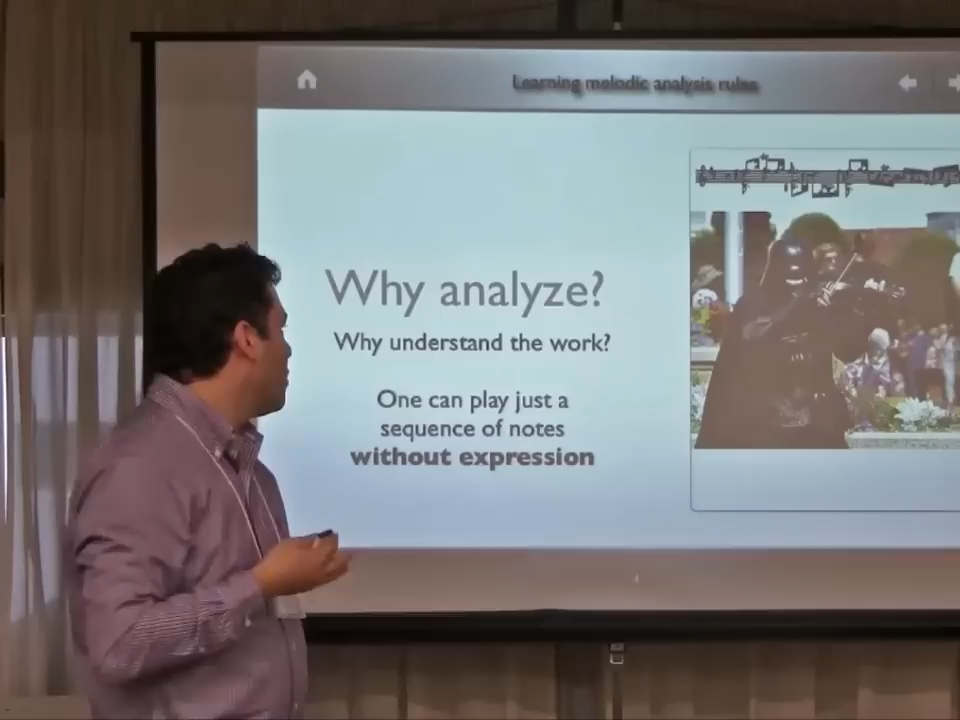 Learning melodic analysis rules
Why analyze?
Why understand the work?
One can play just a
sequence of notes
without expression